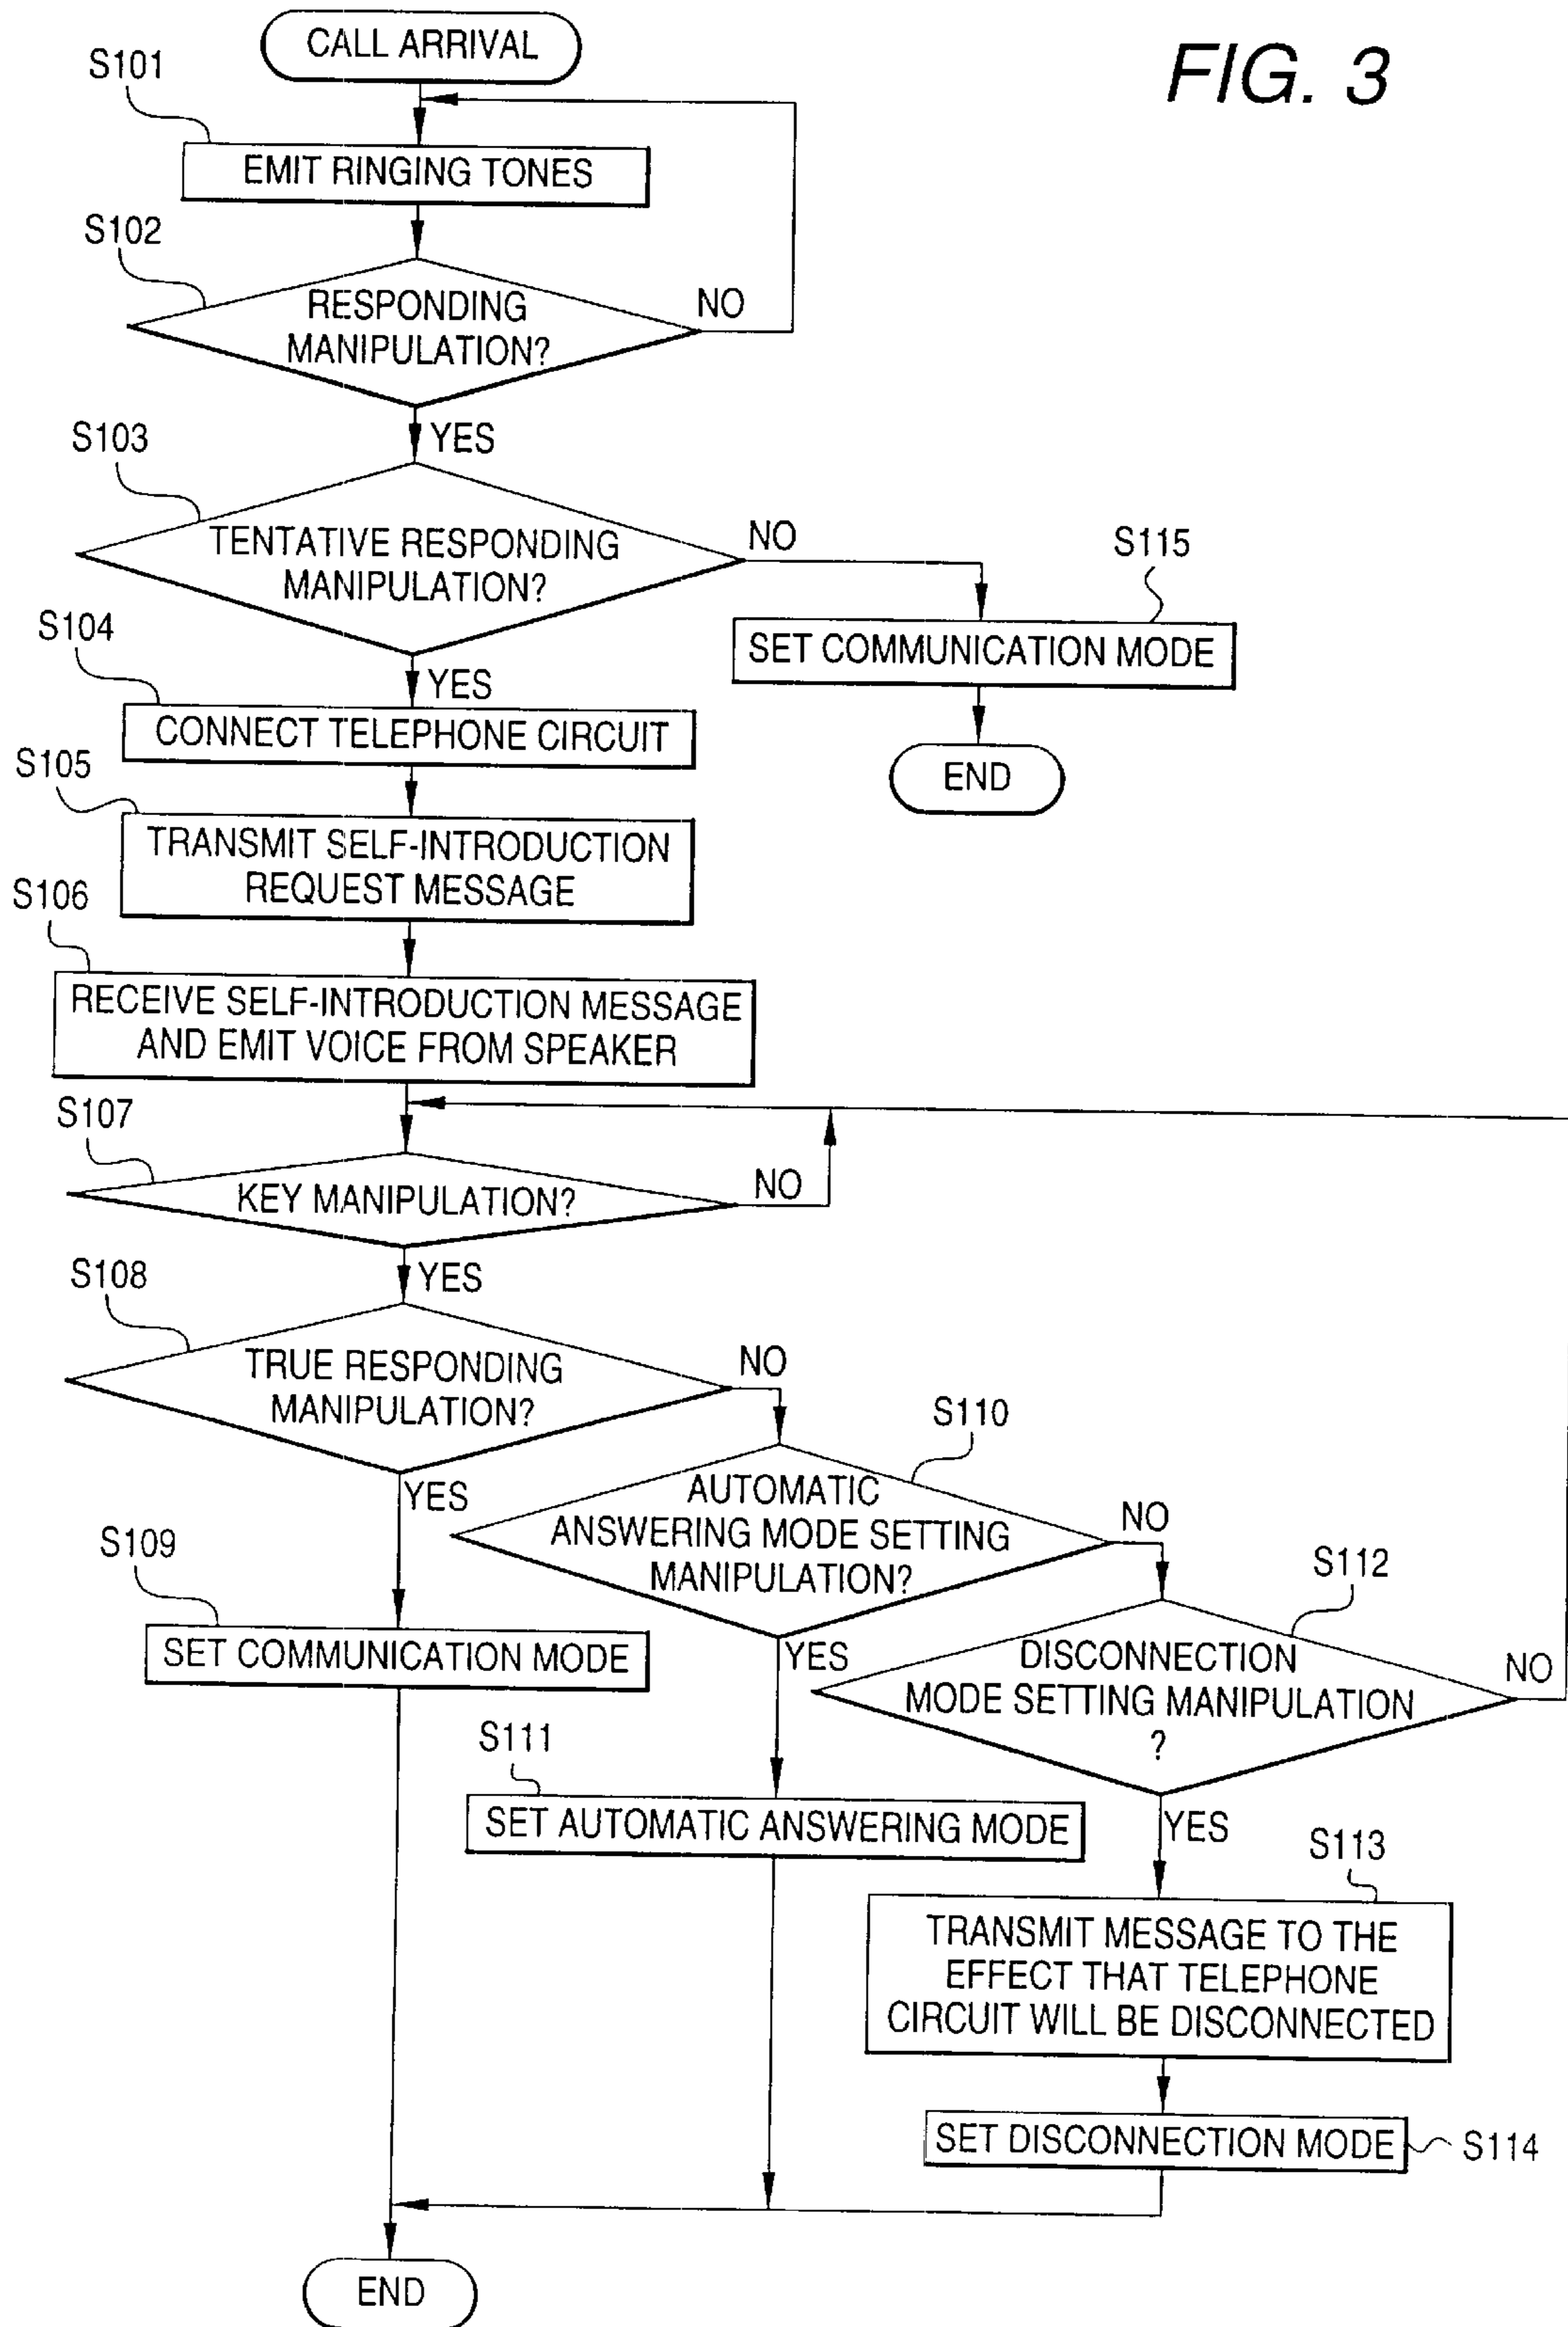 CALL ARRIVAL
FIG. 3
S101
EMIT RINGING TONES
S102
RESPONDING
MANIPULATION?
NO
YES
S103
TENTATIVE RESPONDING
MANIPULATION?
NO
S115
SET COMMUNICATION MODE
END
S104
YES
CONNECT TELEPHONE CIRCUIT
S105
TRANSMIT SELF-INTRODUCTION
REQUEST MESSAGE
S106
RECEIVE SELF-INTRODUCTION MESSAGE
AND EMIT VOICE FROM SPEAKER
S107
KEY MANIPULATION?
NO
YES
S108
TRUE RESPONDING
MANIPULATION?
NO
YES
S109
SET COMMUNICATION MODE
S110
AUTOMATIC
ANSWERING MODE SETTING
MANIPULATION?
NO
YES
S111
SET AUTOMATIC ANSWERING MODE
S112
DISCONNECTION
MODE SETTING MANIPULATION
?
NO
YES
S113
TRANSMIT MESSAGE TO THE
EFFECT THAT TELEPHONE
CIRCUIT WILL BE DISCONNECTED
SET DISCONNECTION MODE
S114
END